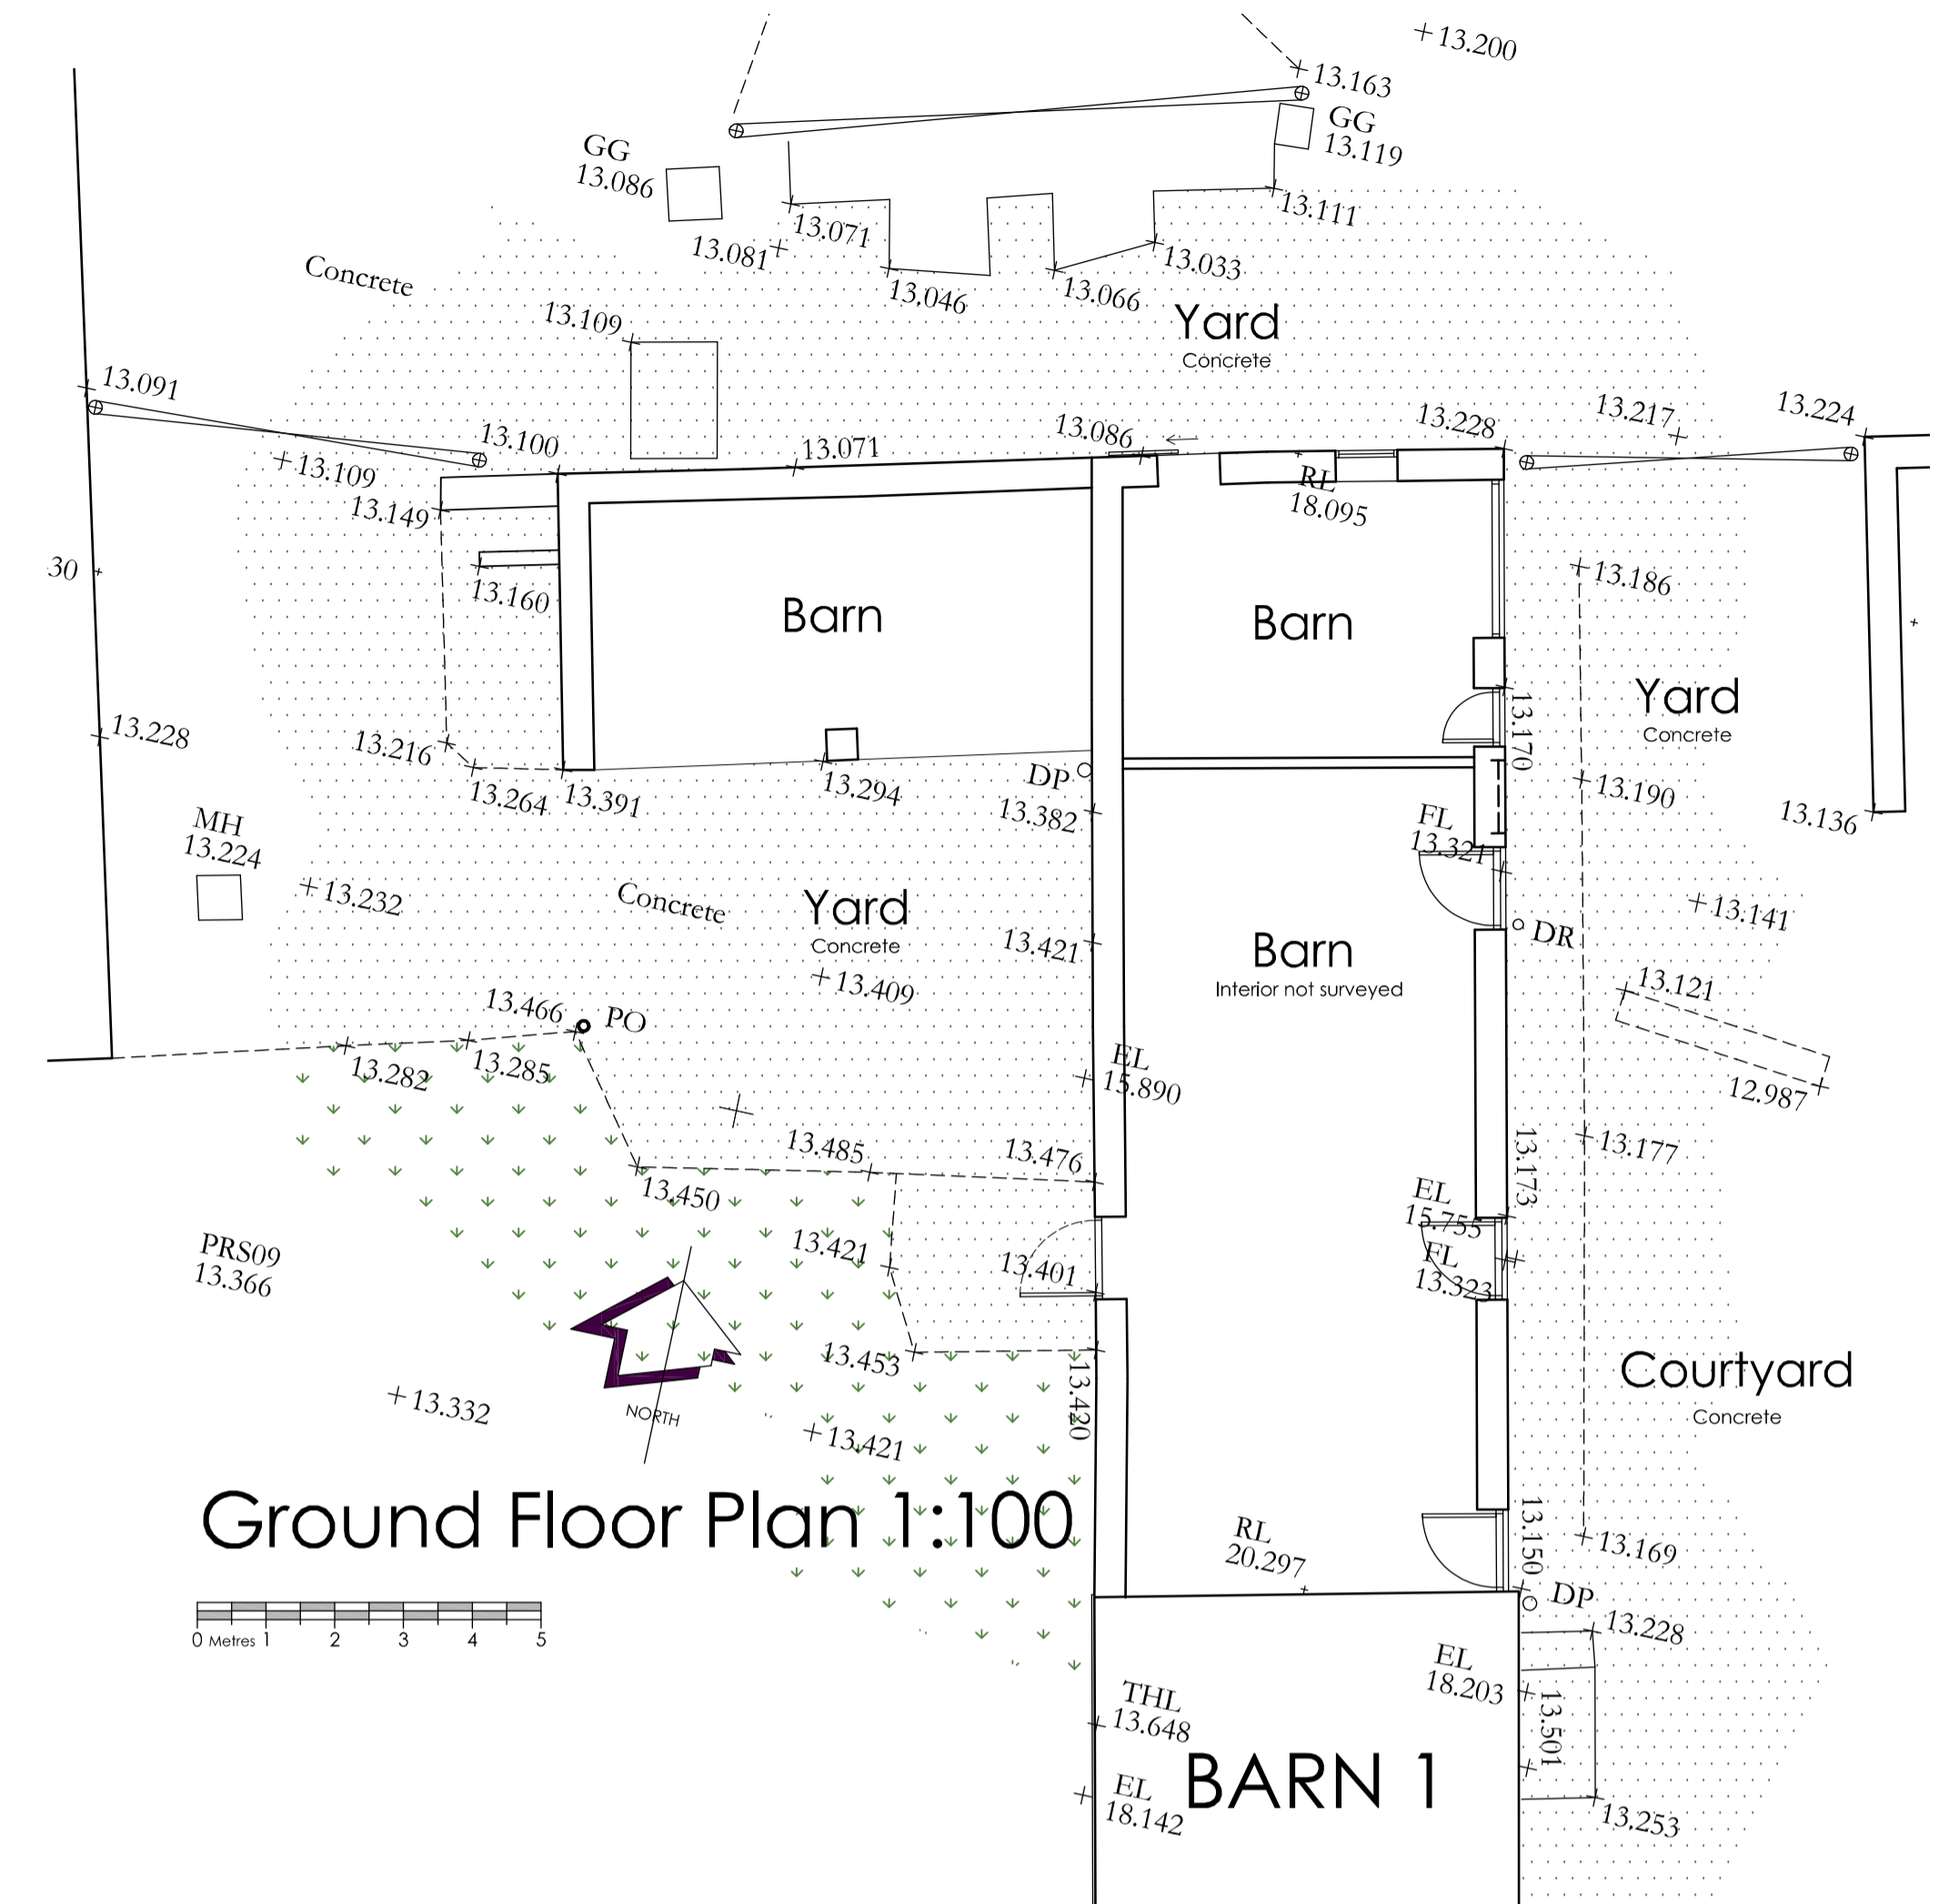 13.200
13.163
GG
13.119
GG
13.086
13.111
13.071
13.081
13.033
13.046
13.066
Concrete
13.109
Yard
Concrete
13.091
13.100
13.071
13.086
13.228
13.217
13.224
13.109
13.149
RL
18.095
30
13.160
13.186
Barn
Barn
Yard
Concrete
13.170
13.228
13.216
13.264
13.391
13.294
DP
13.382
13.190
13.136
MH
13.224
FL
13.321
13.232
Concrete
Yard
Concrete
13.409
13.421
Barn
Interior not surveyed
DR
13.141
13.121
12.987
13.466
PO
13.282
13.285
EL
15.890
13.485
13.476
13.450
13.177
13.173
EL
15.755
FL
13.323
PRS09
13.366
13.421
13.401
13.453
13.420
Courtyard
Concrete
13.332
NORTH
13.421
Ground Floor Plan 1:100
RL
20.297
13.150
13.169
DP
13.228
0 Metres 1 2 3 4 5
EL
18.203
13.501
THL
13.648
BARN 1
EL
18.142
13.253